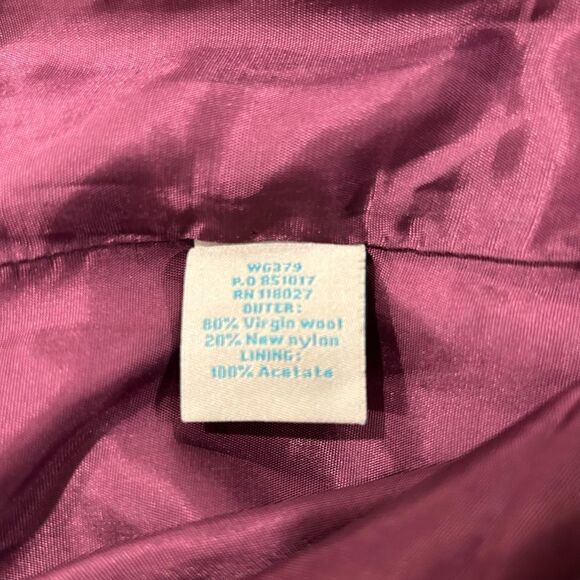 WG379
P.O 851017
RN 118027
OUTER:
80% Virgin wool
20% New nylon
LINING:
100% Acetate